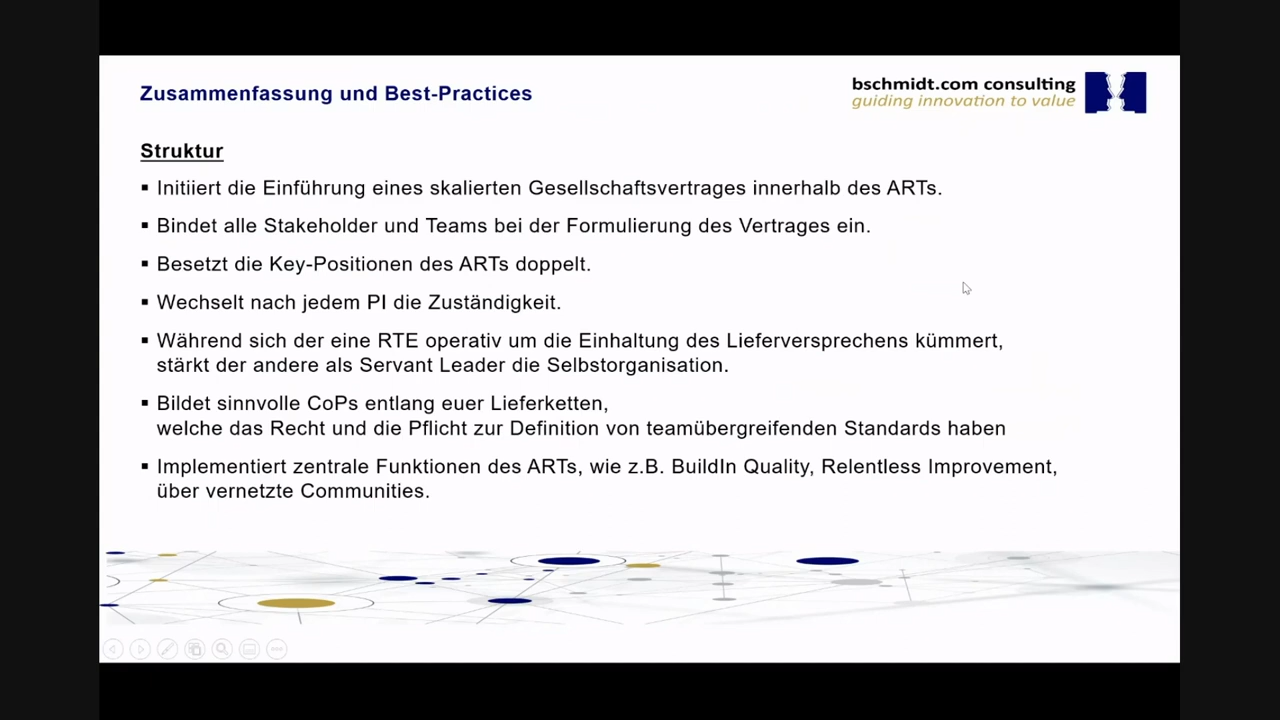 Zusammenfassung und Best-Practices
bschmidt.com consulting
guiding innovation to value
Struktur
▪ Initiiert die Einführung eines skalierten Gesellschaftsvertrages innerhalb des ARTs.
▪ Bindet alle Stakeholder und Teams bei der Formulierung des Vertrages ein.
▪ Besetzt die Key-Positionen des ARTs doppelt.
▪ Wechselt nach jedem PI die Zuständigkeit.
▪ Während sich der eine RTE operativ um die Einhaltung des Lieferversprechens kümmert,
stärkt der andere als Servant Leader die Selbstorganisation.
▪ Bildet sinnvolle CoPs entlang euer Lieferketten,
welche das Recht und die Pflicht zur Definition von teamübergreifenden Standards haben
▪ Implementiert zentrale Funktionen des ARTs, wie z.B. BuildIn Quality, Relentless Improvement,
über vernetzte Communities.